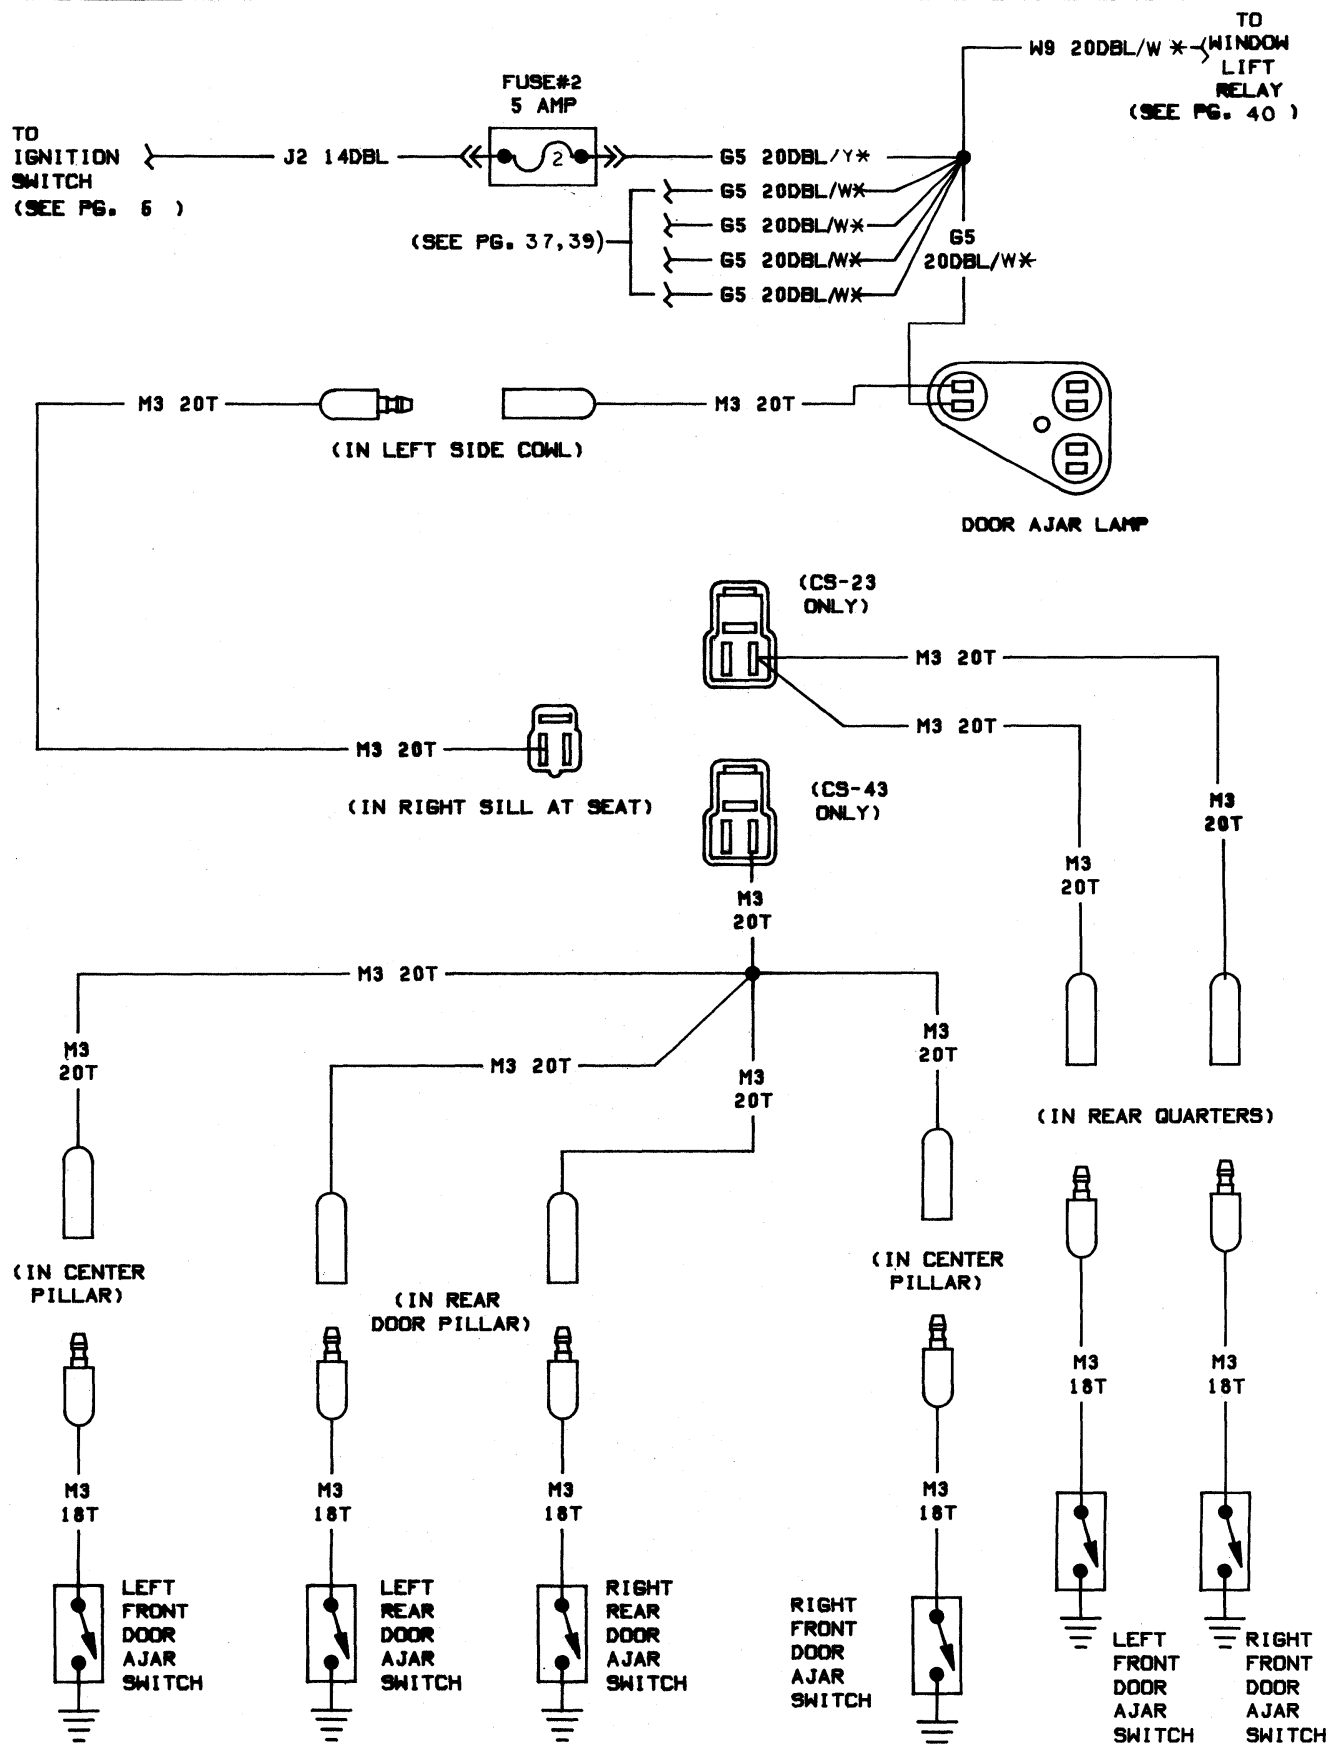 TO
WINDOW
LIFT
RELAY
(SEE PG. 40 )
W9 20DBL/W *
FUSE#2
5 AMP
TO
IGNITION
SWITCH
(SEE PG. 6 )
J2 14DBL
2
G5 20DBL/Y*
G5 20DBL/W*
G5 20DBL/W*
G5 20DBL/W*
G5 20DBL/W*
(SEE PG. 37,39)
G5
20DBL/W*
M3 20T
M3 20T
(IN LEFT SIDE COWL)
DOOR AJAR LAMP
(CS-23
ONLY)
M3 20T
M3 20T
M3 20T
(IN RIGHT SILL AT SEAT)
(CS-43
ONLY)
M3
20T
M3
20T
M3
20T
M3 20T
M3
20T
M3 20T
M3
20T
M3
20T
(IN REAR QUARTERS)
(IN CENTER
PILLAR)
(IN REAR
DOOR PILLAR)
(IN CENTER
PILLAR)
M3
18T
M3
18T
M3
18T
M3
18T
M3
18T
M3
18T
LEFT
FRONT
DOOR
AJAR
SWITCH
LEFT
REAR
DOOR
AJAR
SWITCH
RIGHT
REAR
DOOR
AJAR
SWITCH
RIGHT
FRONT
DOOR
AJAR
SWITCH
LEFT
FRONT
DOOR
AJAR
SWITCH
RIGHT
FRONT
DOOR
AJAR
SWITCH